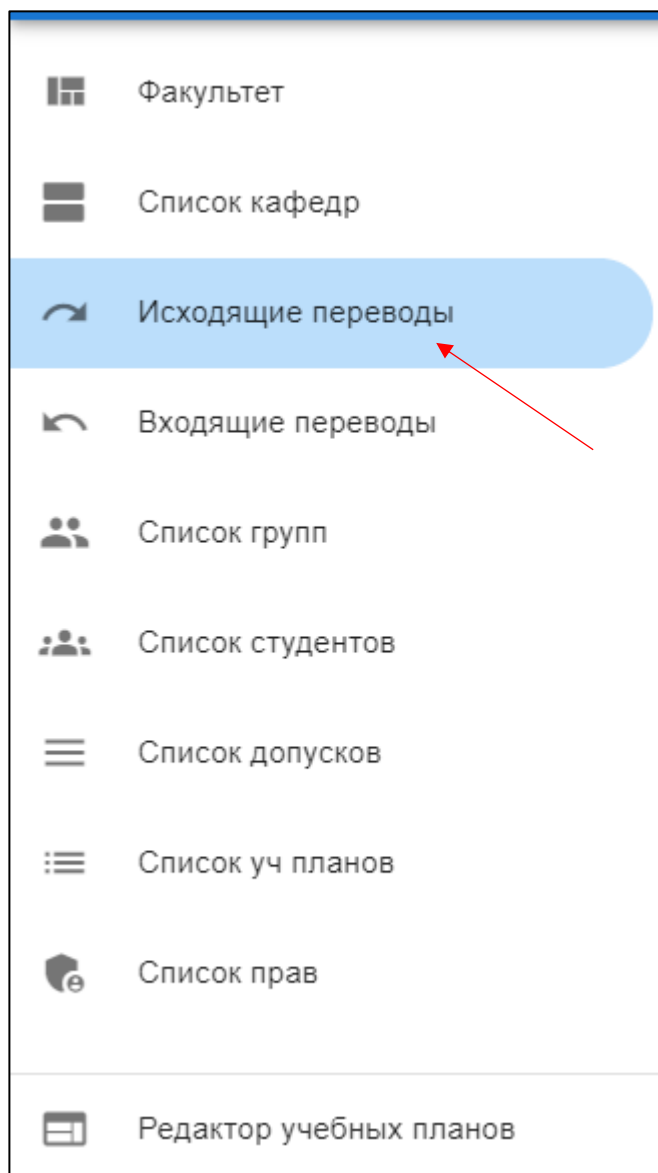 Факультет
Список кафедр
Исходящие переводы
Входящие переводы
Список групп
Список студентов
Список допусков
Список уч планов
Список прав
Редактор учебных планов